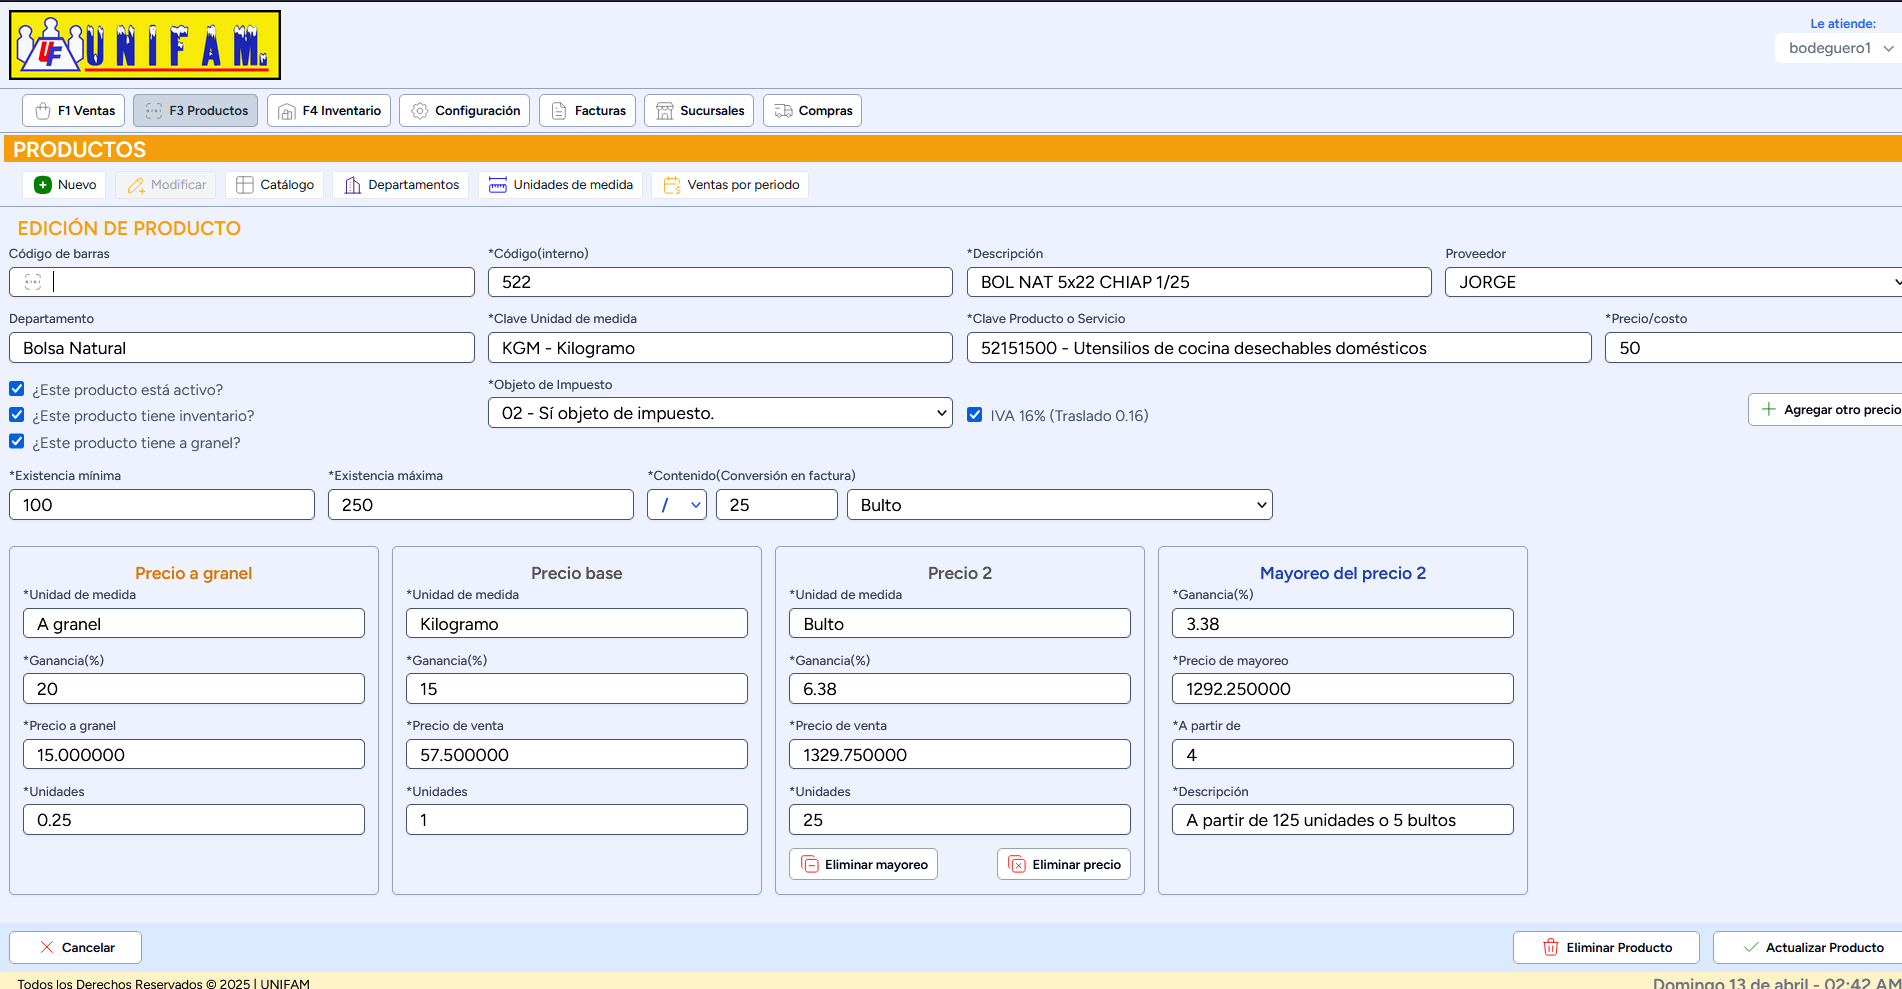 UF UNIFAM.
Le atiende:
bodeguero1
F1 Ventas F3 Productos F4 Inventario Configuración Facturas Sucursales Compras
PRODUCTOS
Nuevo Modificar Catálogo Departamentos Unidades de medida Ventas por periodo
EDICIÓN DE PRODUCTO
Código de barras *Código(interno) *Descripción Proveedor
522 BOL NAT 5x22 CHIAP 1/25 JORGE
Departamento *Clave Unidad de medida *Clave Producto o Servicio *Precio/costo
Bolsa Natural KGM - Kilogramo 52151500 - Utensilios de cocina desechables domésticos 50
¿Este producto está activo? *Objeto de Impuesto
¿Este producto tiene inventario? 02 - Sí objeto de impuesto. IVA 16% (Traslado 0.16) Agregar otro precio
¿Este producto tiene a granel?
*Existencia mínima *Existencia máxima *Contenido(Conversión en factura)
100 250 / 25 Bulto
Precio a granel Precio base Precio 2 Mayoreo del precio 2
*Unidad de medida *Unidad de medida *Unidad de medida *Ganancia(%)
A granel Kilogramo Bulto 3.38
*Ganancia(%) *Ganancia(%) *Ganancia(%) *Precio de mayoreo
20 15 6.38 1292.250000
*Precio a granel *Precio de venta *Precio de venta *A partir de
15.000000 57.500000 1329.750000 4
*Unidades *Unidades *Unidades *Descripción
0.25 1 25 A partir de 125 unidades o 5 bultos
Eliminar mayoreo Eliminar precio
Cancelar Eliminar Producto Actualizar Producto
Todos los Derechos Reservados © 2025 | UNIFAM Domingo 13 de abril - 02:42 AM